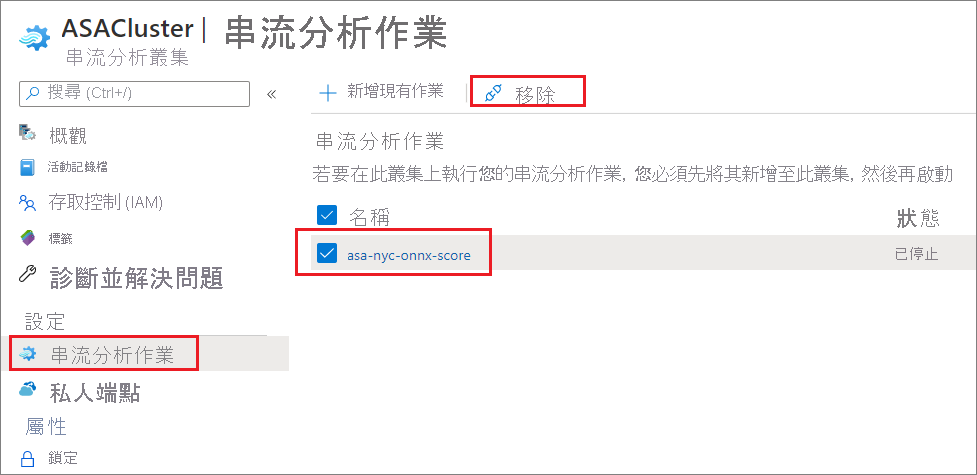 ASACluster | 串流分析作業
串流分析叢集
搜尋 (Ctrl+/)
«
概觀
活動記錄檔
存取控制 (IAM)
標籤
診斷並解決問題
設定
串流分析作業
私人端點
屬性
鎖定
新增現有作業
移除
串流分析作業
若要在此叢集上執行您的串流分析作業, 您必須先將其新增至此叢集, 然後再啟動
名稱 狀態
asa-nyc-onnx-score 已停止